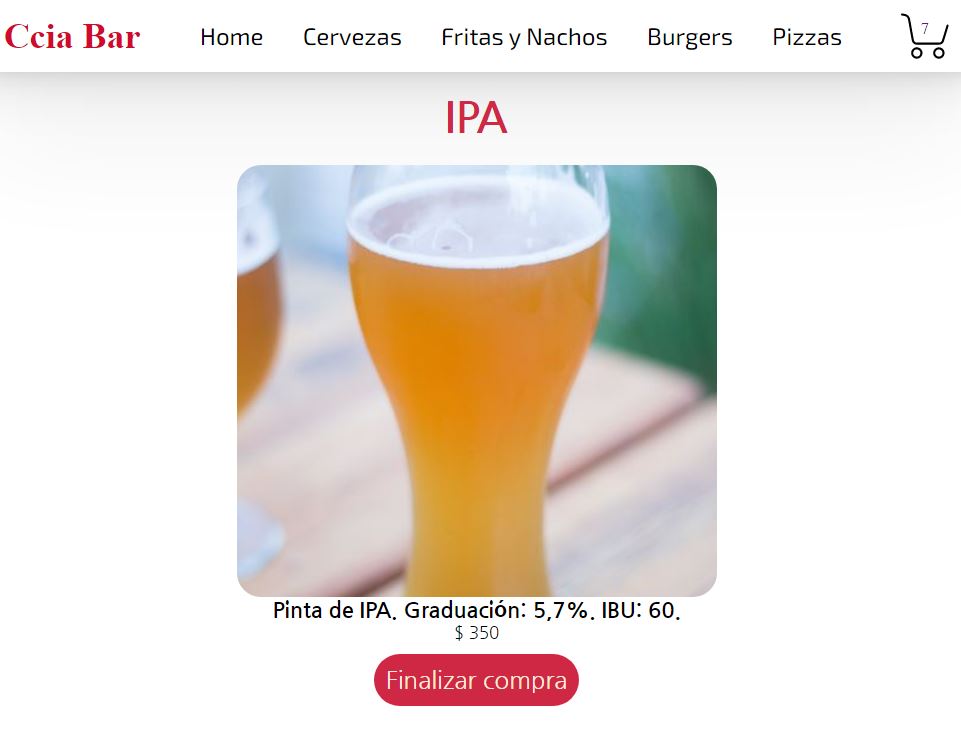 Ccia Bar Home Cervezas Fritas y Nachos Burgers Pizzas 7
IPA
Pinta de IPA. Graduación: 5,7%. IBU: 60.
$ 350
Finalizar compra